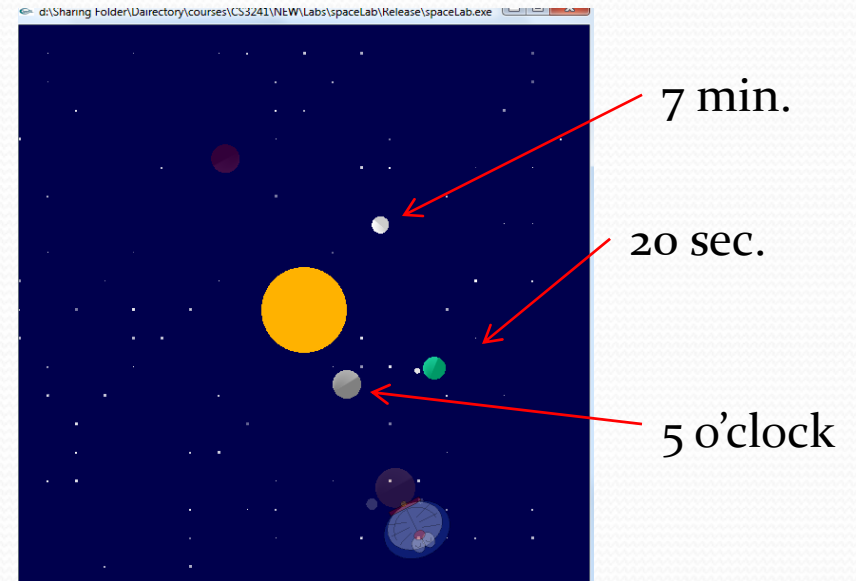 d:\Sharing Folder\Dairectory\courses\CS3241\NEW\Labs\spaceLab\Release\spaceLab.exe
7 min.
20 sec.
5 o’clock